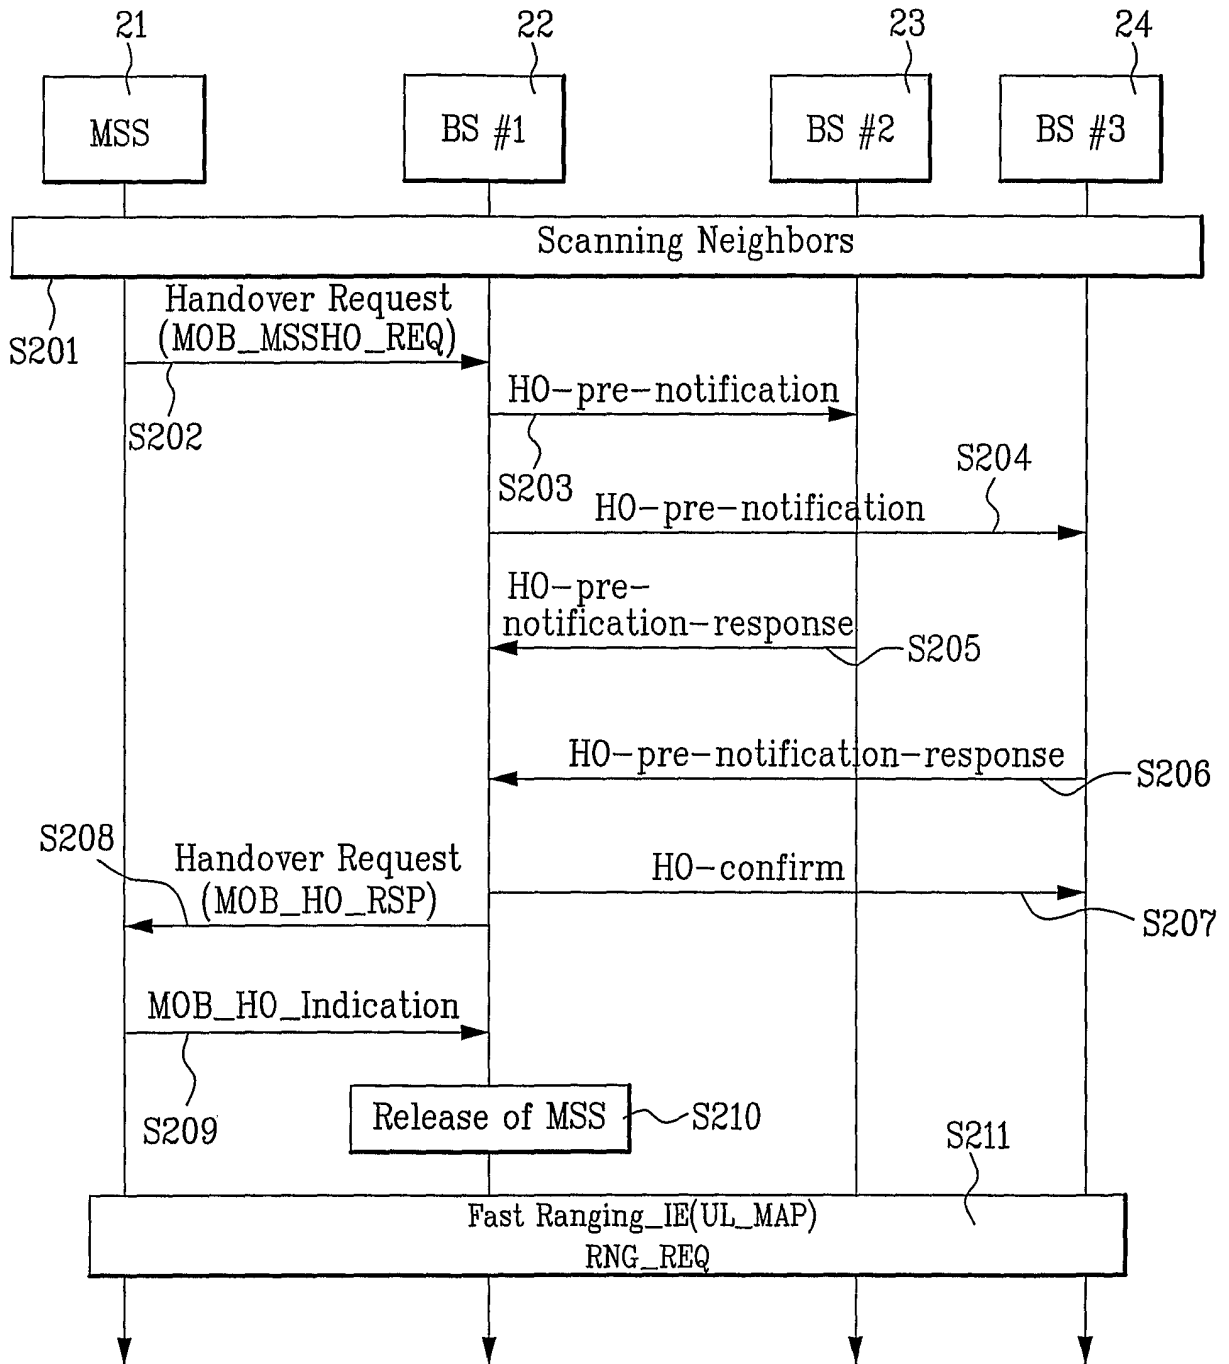 21
22
23
24
MSS
BS #1
BS #2
BS #3
Scanning Neighbors
S201
Handover Request
(MOB_MSSHO_REQ)
S202
HO-pre-notification
S203
S204
HO-pre-notification
HO-pre-
notification-response
S205
HO-pre-notification-response
S206
S208
Handover Request
(MOB_HO_RSP)
HO-confirm
S207
MOB_HO_Indication
S209
Release of MSS
S210
S211
Fast Ranging_IE(UL_MAP)
RNG_REQ